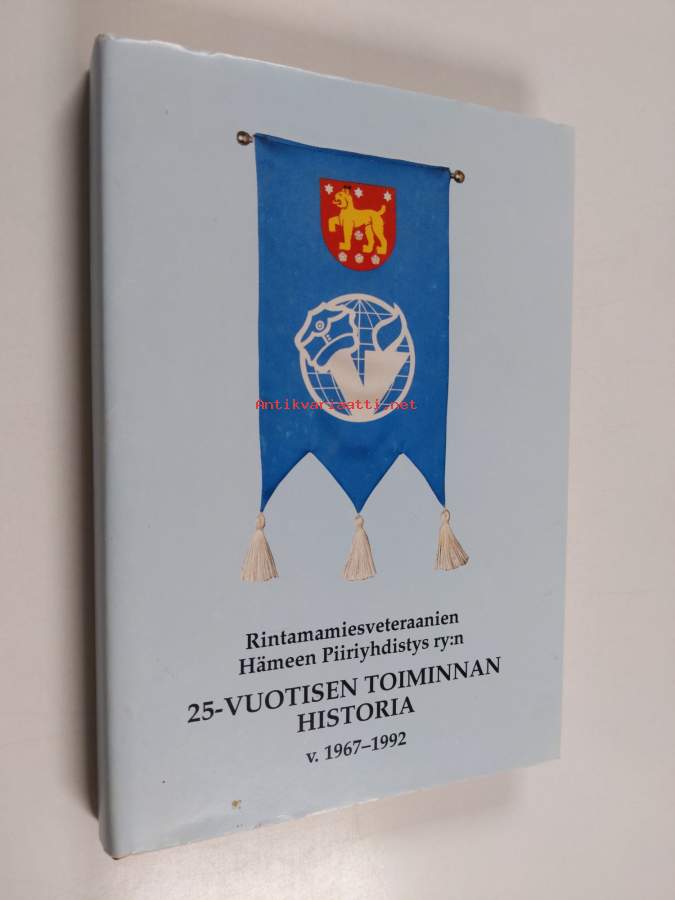 Antikvariaatti.net
Rintamamiesveteraanien
Hämeen Piiriyhdistys ry:n
25-VUOTISEN TOIMINNAN
HISTORIA
v. 1967–1992